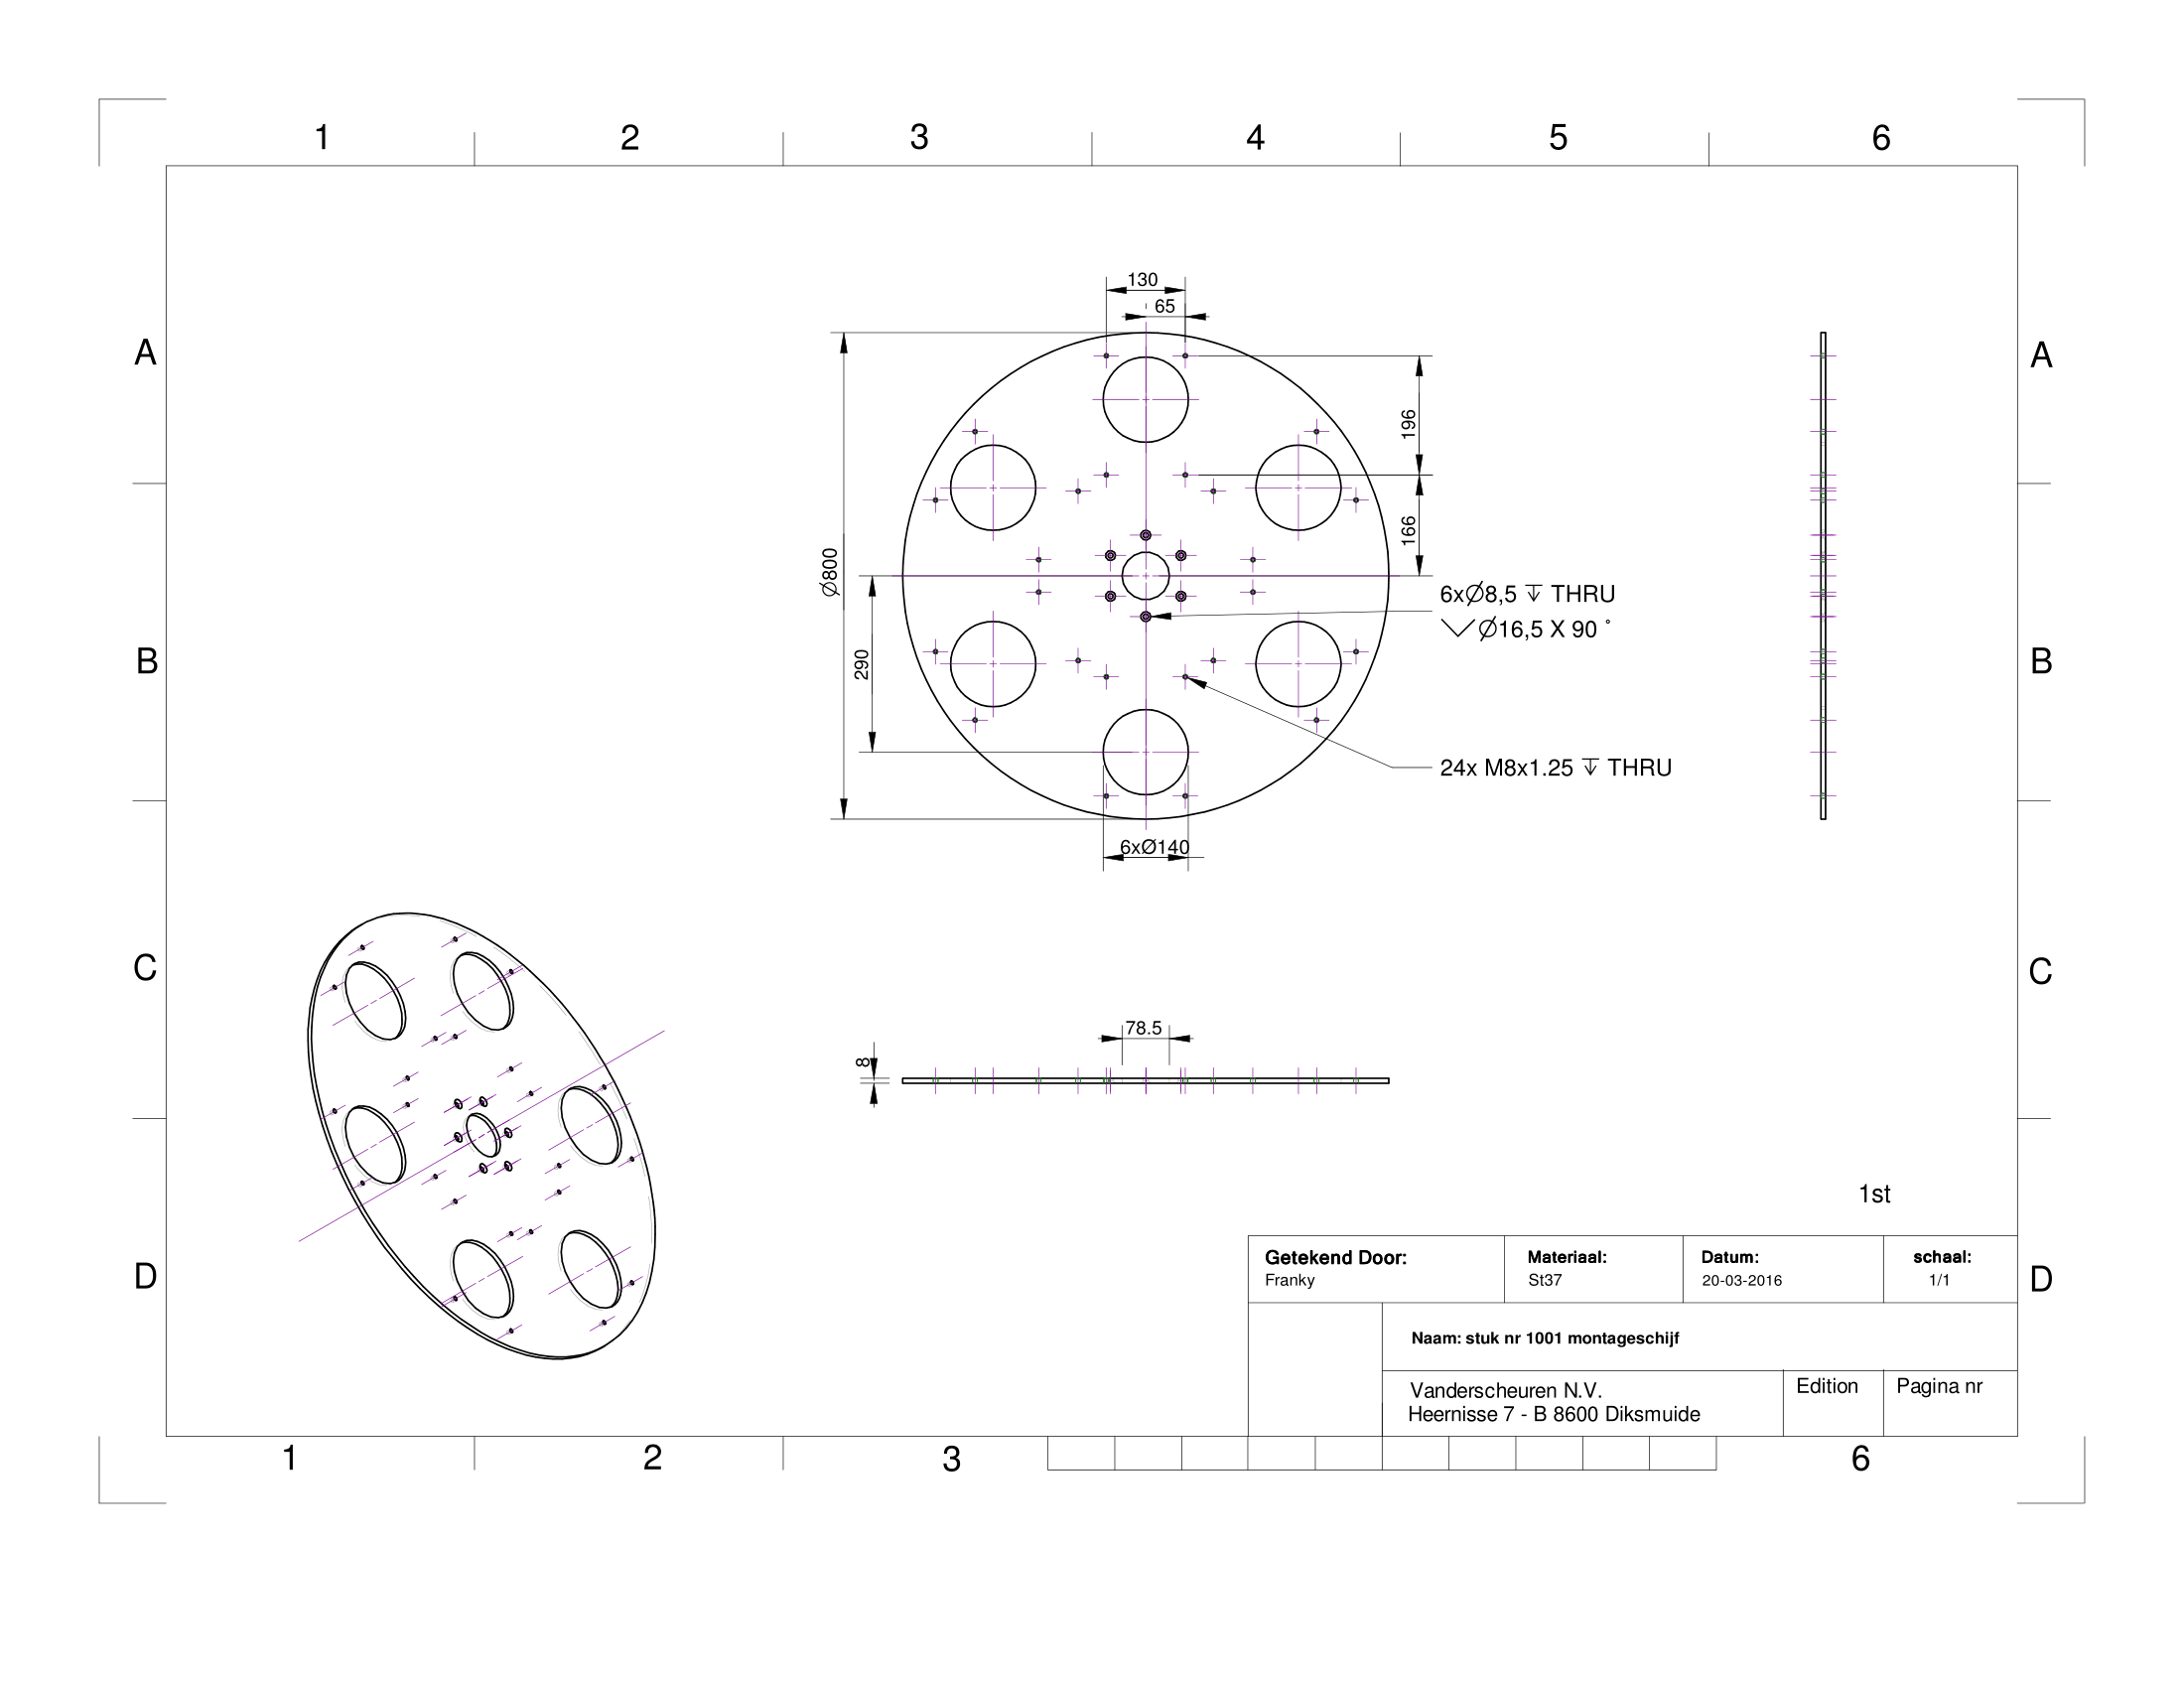 1 2 3 4 5 6
A A
B B
C C
D D
130
65
196
166
Ø800
290
6xØ8,5 ↧ THRU
⌵Ø16,5 X 90 °
24x M8x1.25 ↧ THRU
6xØ140
78.5
8
1st
Getekend Door: Materiaal: Datum: schaal:
Franky St37 20-03-2016 1/1
Naam: stuk nr 1001 montageschijf
Vanderscheuren N.V. Edition Pagina nr
Heernisse 7 - B 8600 Diksmuide
1 2 3 6